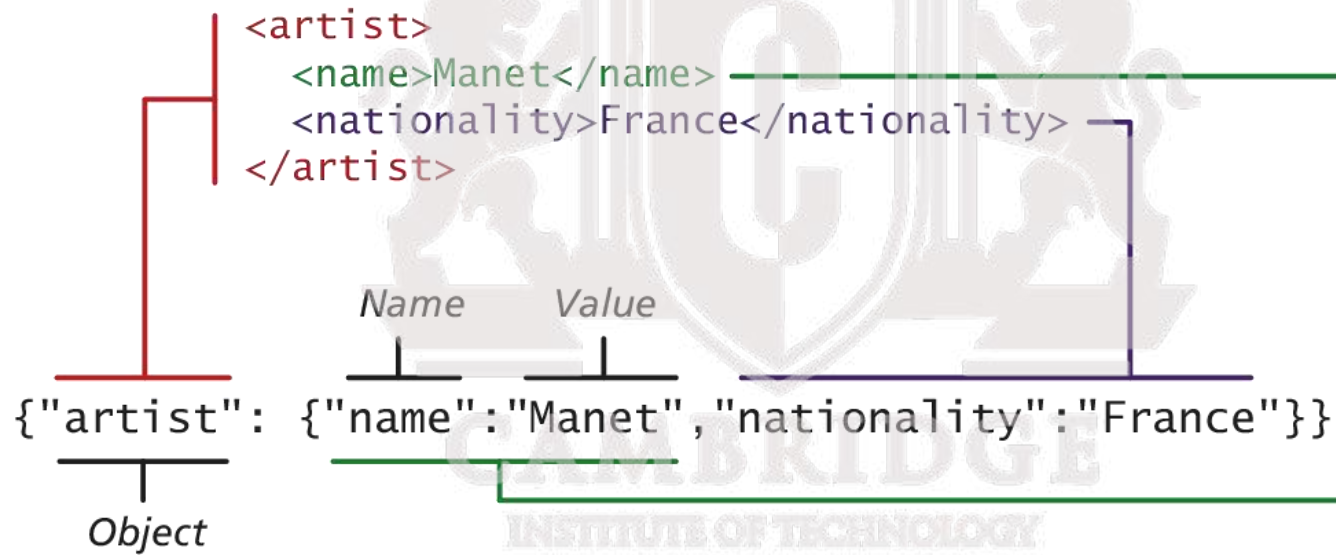 <artist>
<name>Manet</name>
<nationality>France</nationality>
</artist>
Name Value
{"artist": {"name":"Manet","nationality":"France"}}
Object
C
CAMBRIDGE
INSTITUTE OF TECHNOLOGY